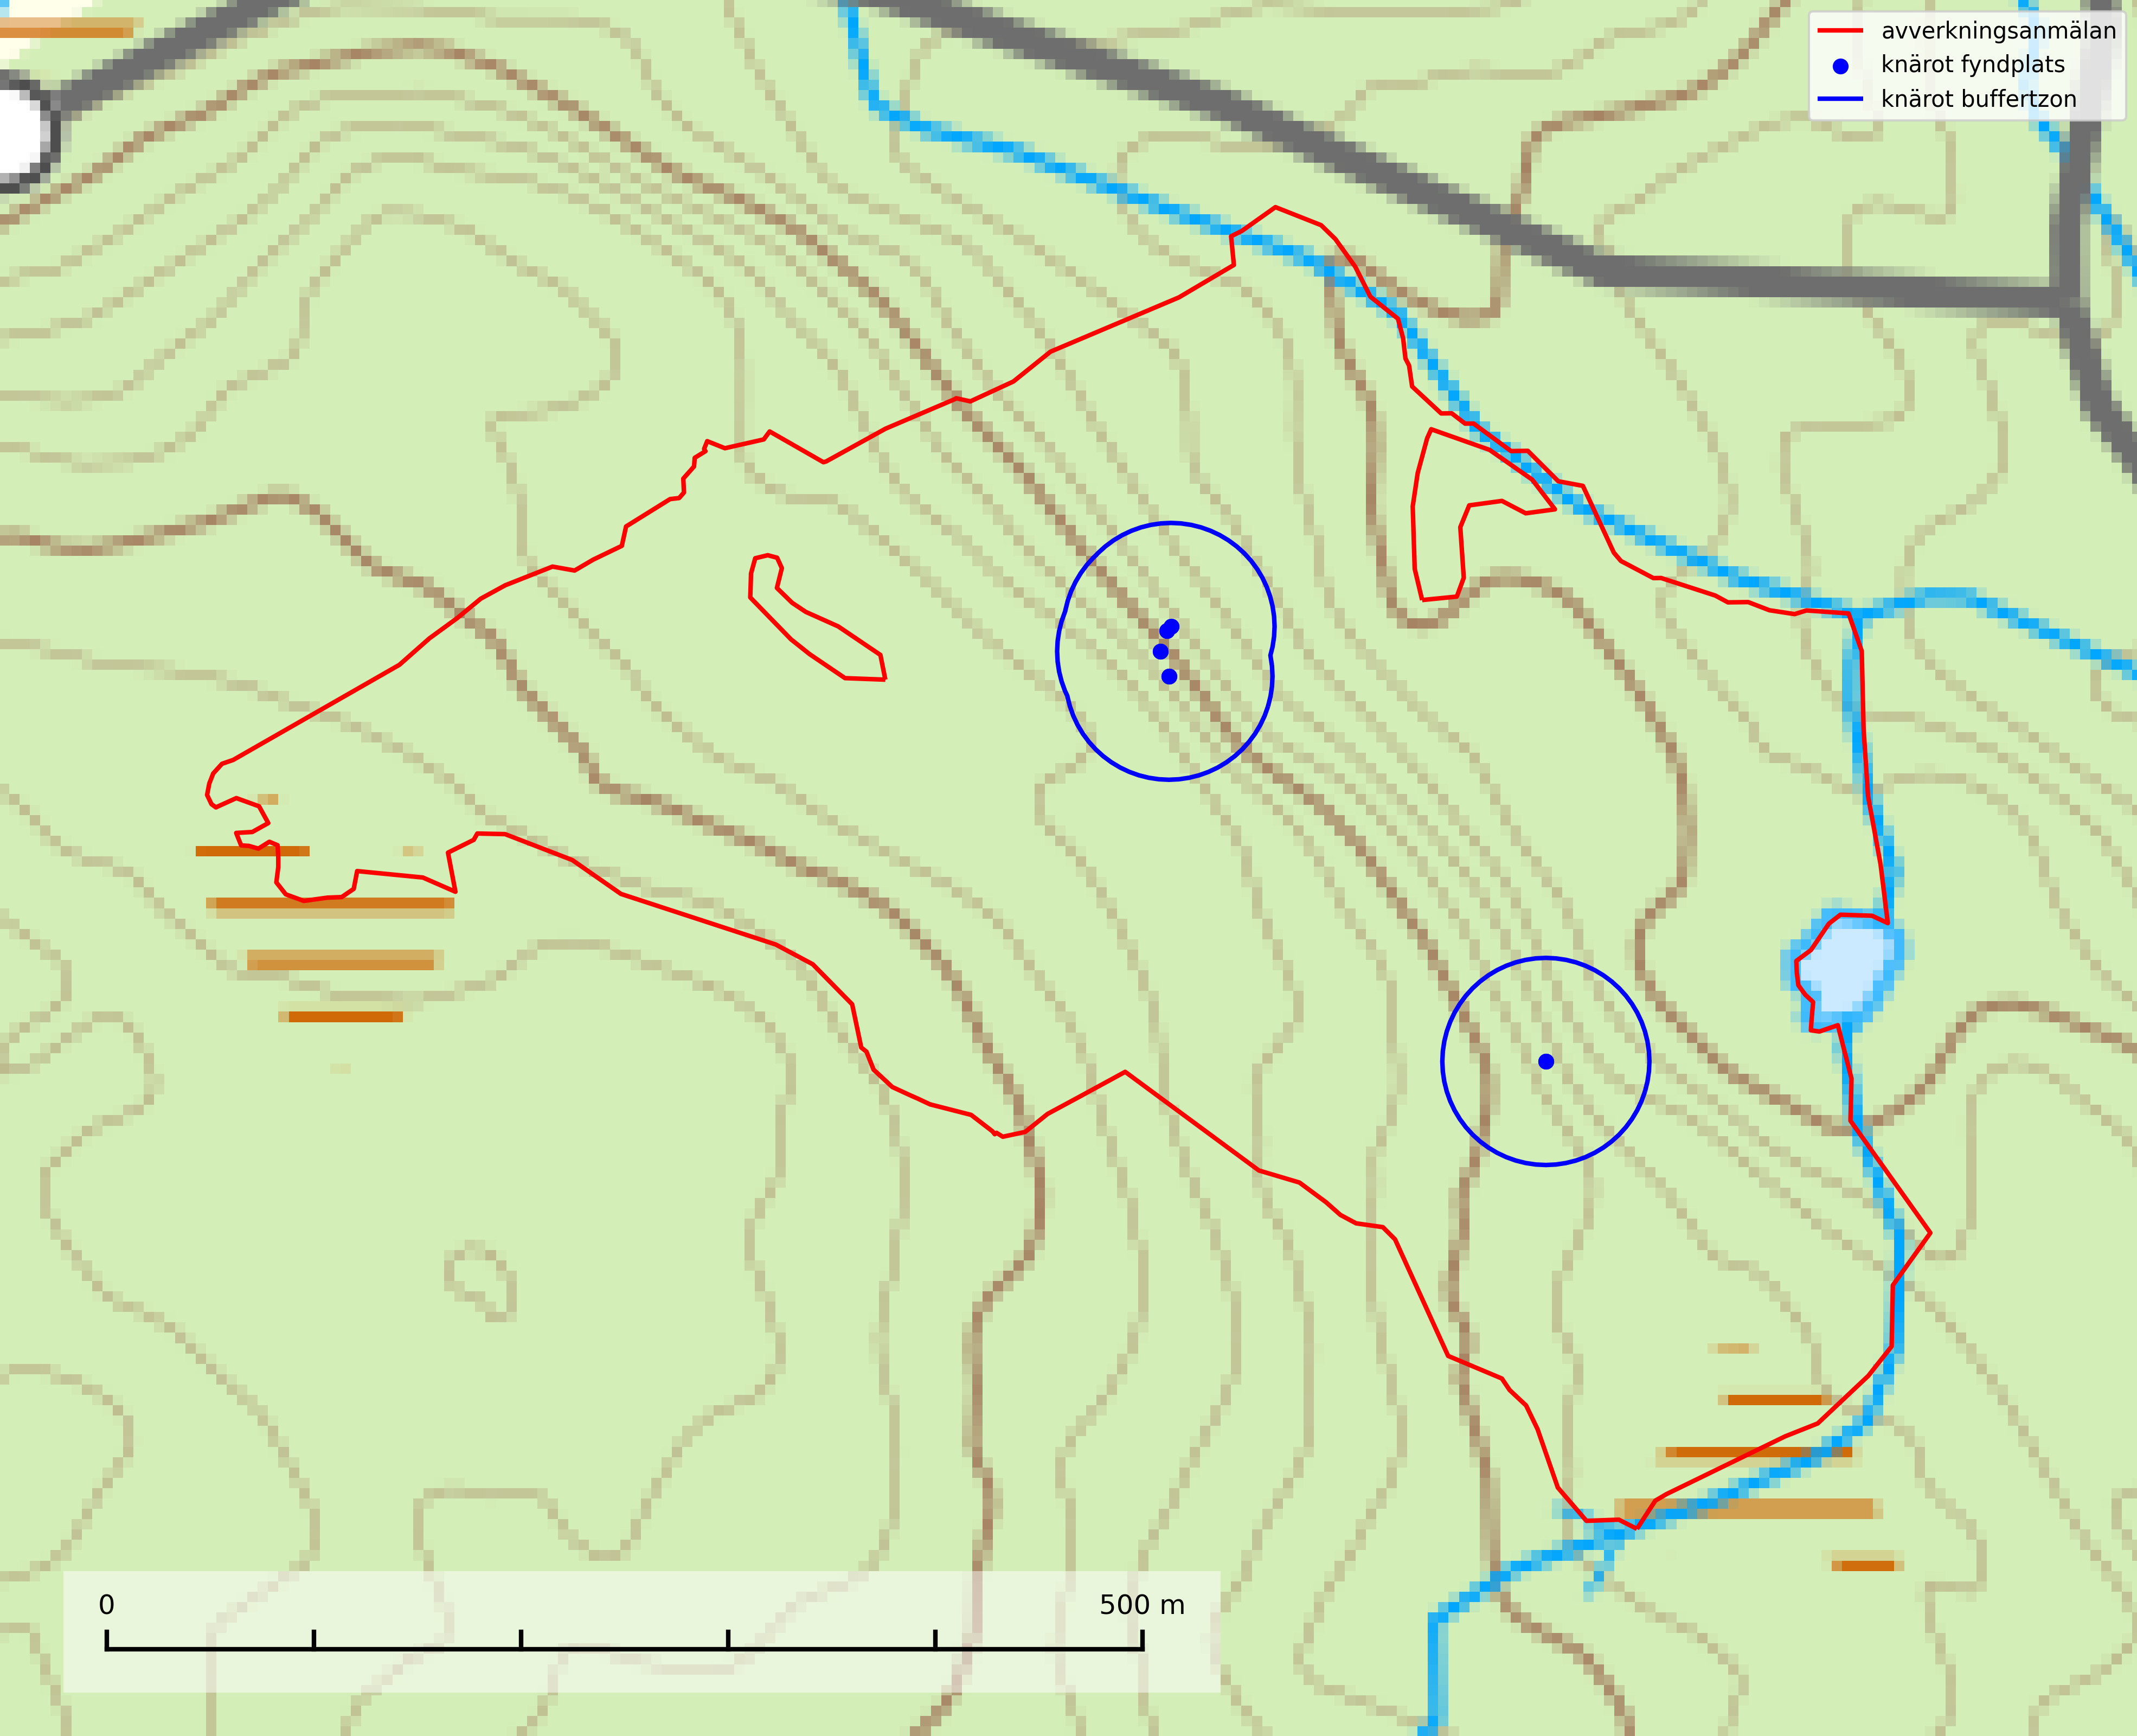 avverkningsanmälan
knärot fyndplats
knärot buffertzon
0
500 m